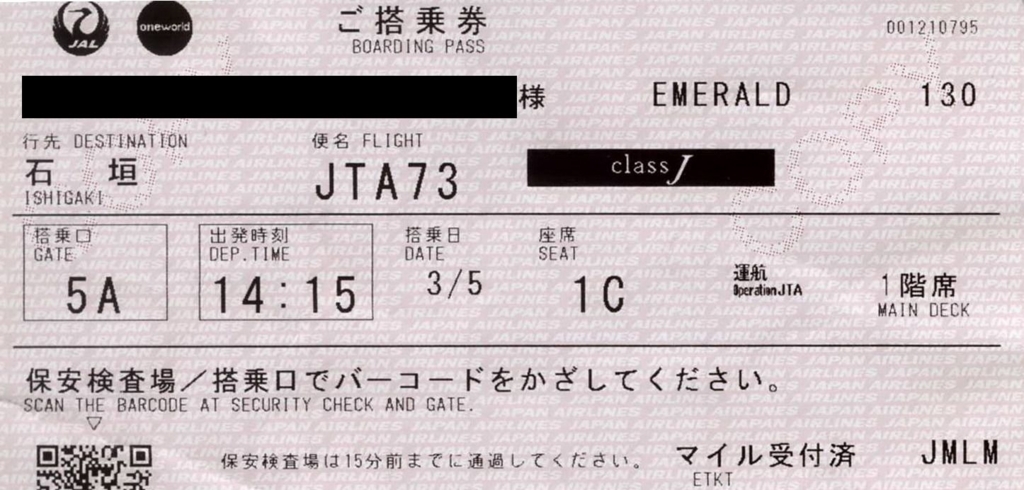 JAL
oneworld
ご搭乗券
BOARDING PASS
001210795
様 EMERALD 130
行先 DESTINATION
石垣
ISHIGAKI
便名 FLIGHT
JTA73
class J
搭乗口
GATE
5A
出発時刻
DEP.TIME
14:15
搭乗日
DATE
3/5
座席
SEAT
1C
運航
Operation JTA
1階席
MAIN DECK
保安検査場/搭乗口でバーコードをかざしてください。
SCAN THE BARCODE AT SECURITY CHECK AND GATE.
保安検査場は15分前までに通過してください。
マイル受付済 JMLM
ETKT